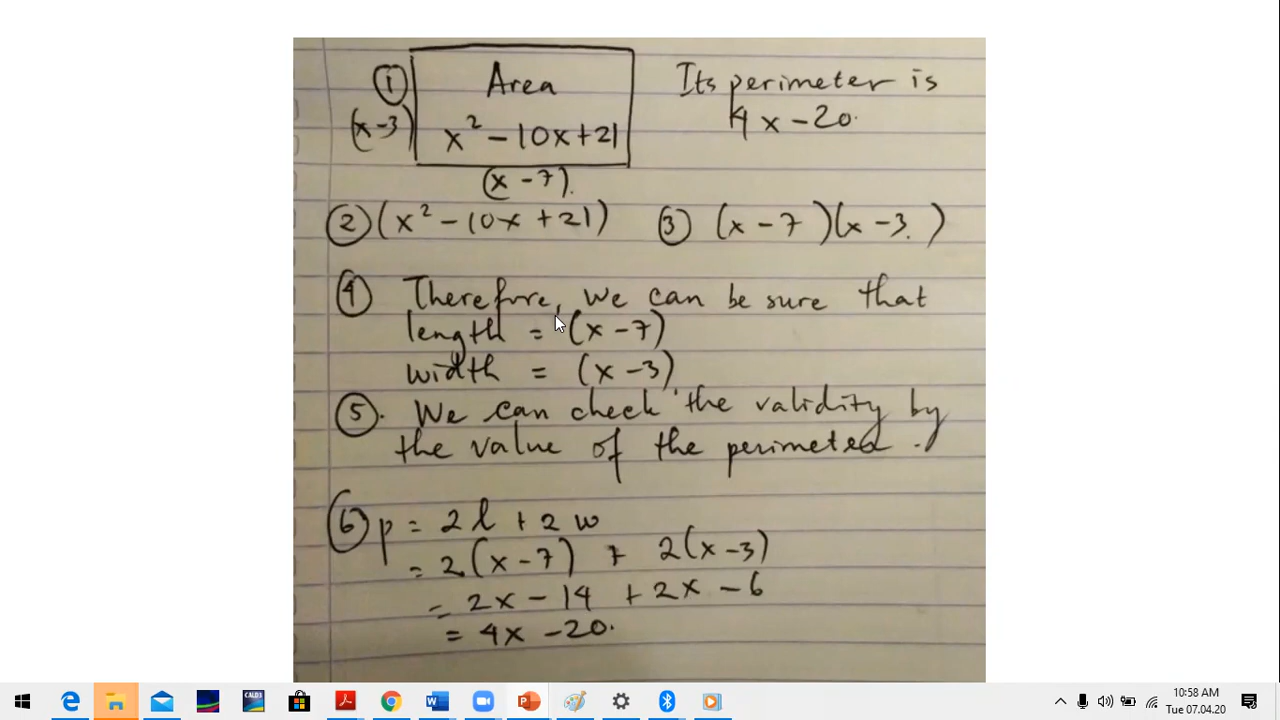 ① Area Its perimeter is
(x-3) x² - 10x + 21 4x - 20.
(x - 7).
② (x² - 10x + 21) ③ (x - 7)(x - 3.)
④ Therefore, we can be sure that
length = (x - 7)
width = (x - 3)
⑤. We can check the validity by
the value of the perimeter.
⑥ p = 2l + 2w
= 2(x - 7) + 2(x - 3)
= 2x - 14 + 2x - 6
= 4x - 20.
CALD3
10:58 AM
Tue 07.04.20